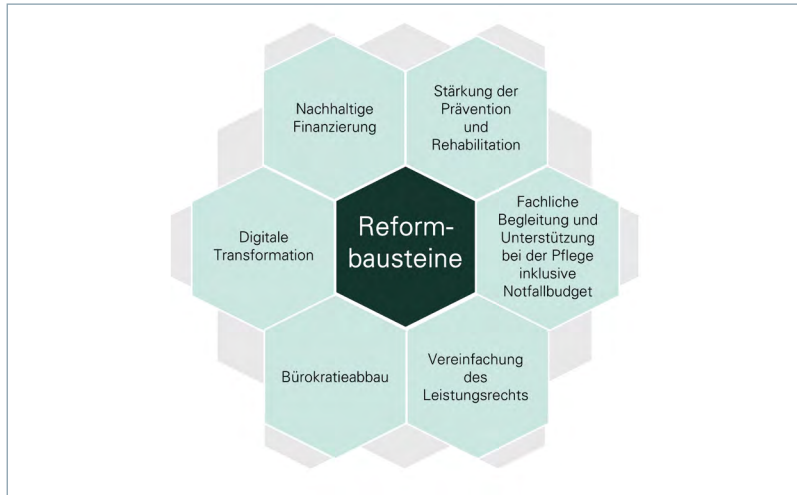 Nachhaltige
Finanzierung
Stärkung der
Prävention
und
Rehabilitation
Digitale
Transformation
Reform-
bausteine
Fachliche
Begleitung und
Unterstützung
bei der Pflege
inklusive
Notfallbudget
Bürokratieabbau
Vereinfachung
des
Leistungsrechts